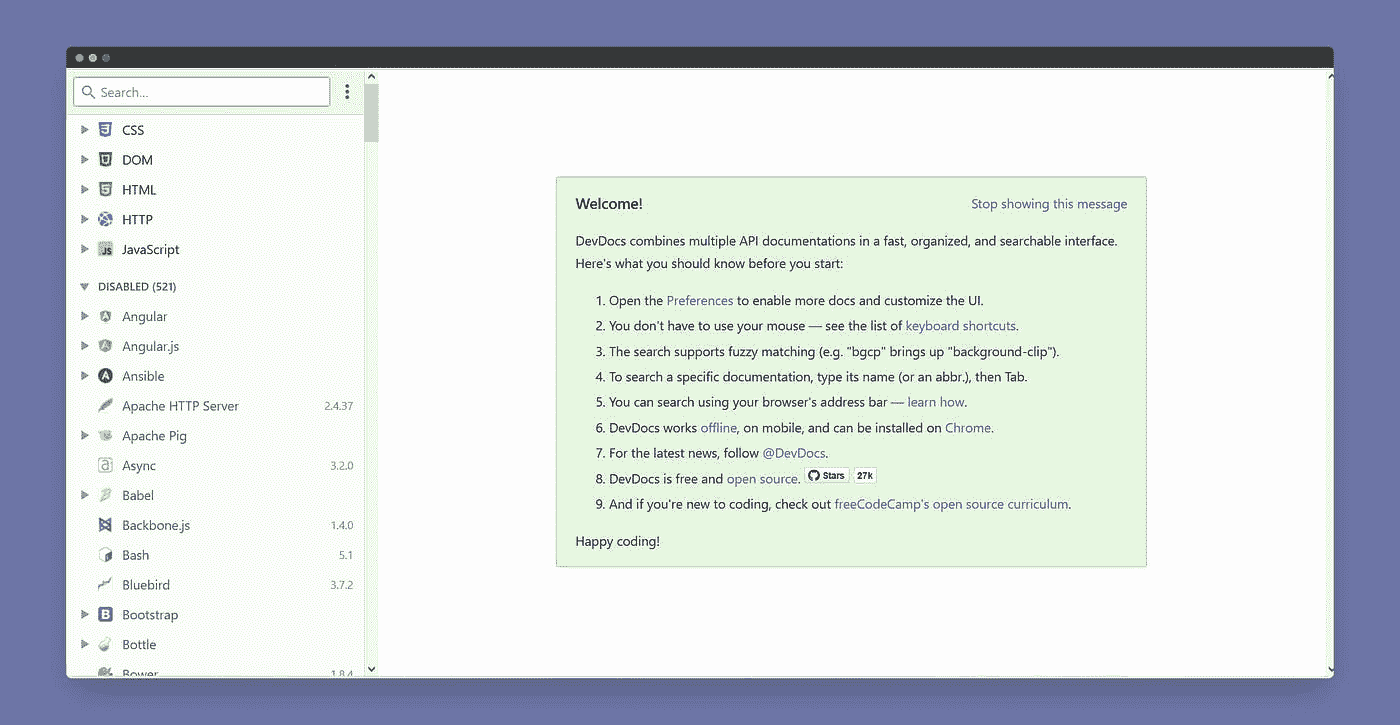 Search...
CSS
DOM
HTML
HTTP
JS JavaScript
DISABLED (521)
Angular
Angular.js
A Ansible
Apache HTTP Server 2.4.37
Apache Pig
a Async 3.2.0
Babel
Backbone.js 1.4.0
Bash 5.1
Bluebird 3.7.2
B Bootstrap
Bottle
Bower 1.8.4
Welcome! Stop showing this message
DevDocs combines multiple API documentations in a fast, organized, and searchable interface.
Here's what you should know before you start:
1. Open the Preferences to enable more docs and customize the UI.
2. You don't have to use your mouse — see the list of keyboard shortcuts.
3. The search supports fuzzy matching (e.g. "bgcp" brings up "background-clip").
4. To search a specific documentation, type its name (or an abbr.), then Tab.
5. You can search using your browser's address bar — learn how.
6. DevDocs works offline, on mobile, and can be installed on Chrome.
7. For the latest news, follow @DevDocs.
8. DevDocs is free and open source. Stars 27k
9. And if you're new to coding, check out freeCodeCamp's open source curriculum.
Happy coding!